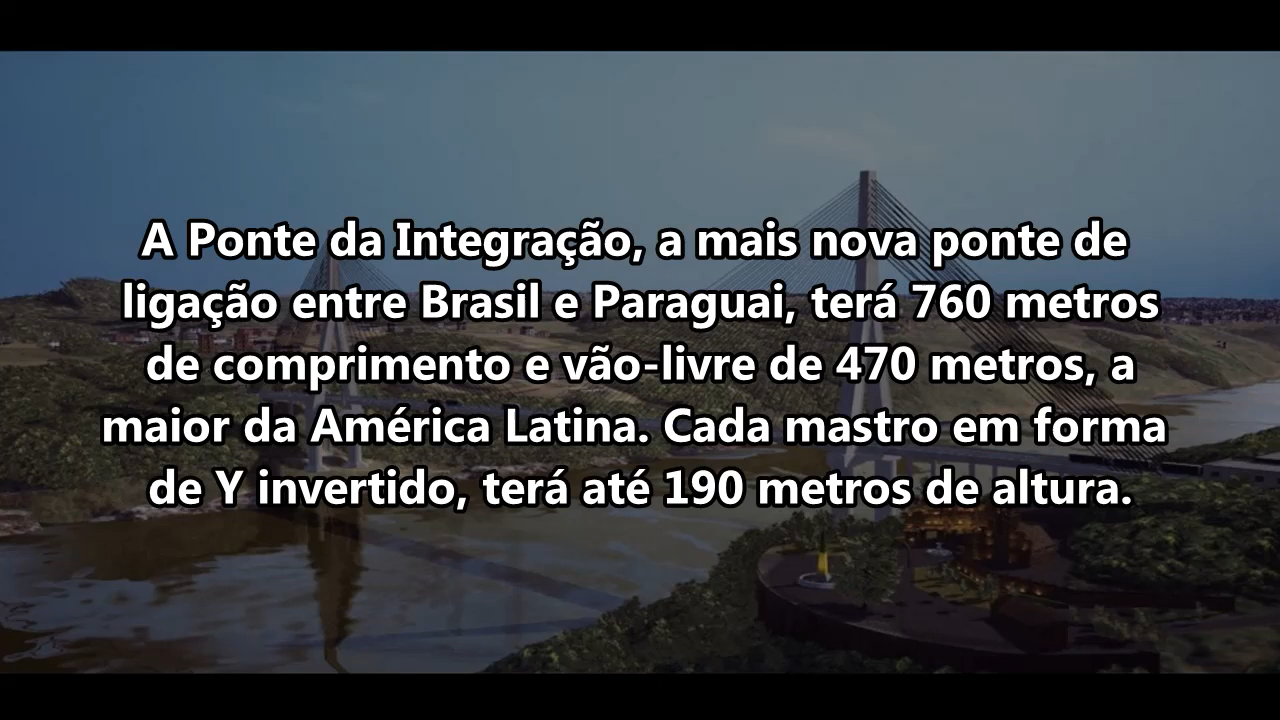 A Ponte da Integração, a mais nova ponte de
ligação entre Brasil e Paraguai, terá 760 metros
de comprimento e vão-livre de 470 metros, a
maior da América Latina. Cada mastro em forma
de Y invertido, terá até 190 metros de altura.